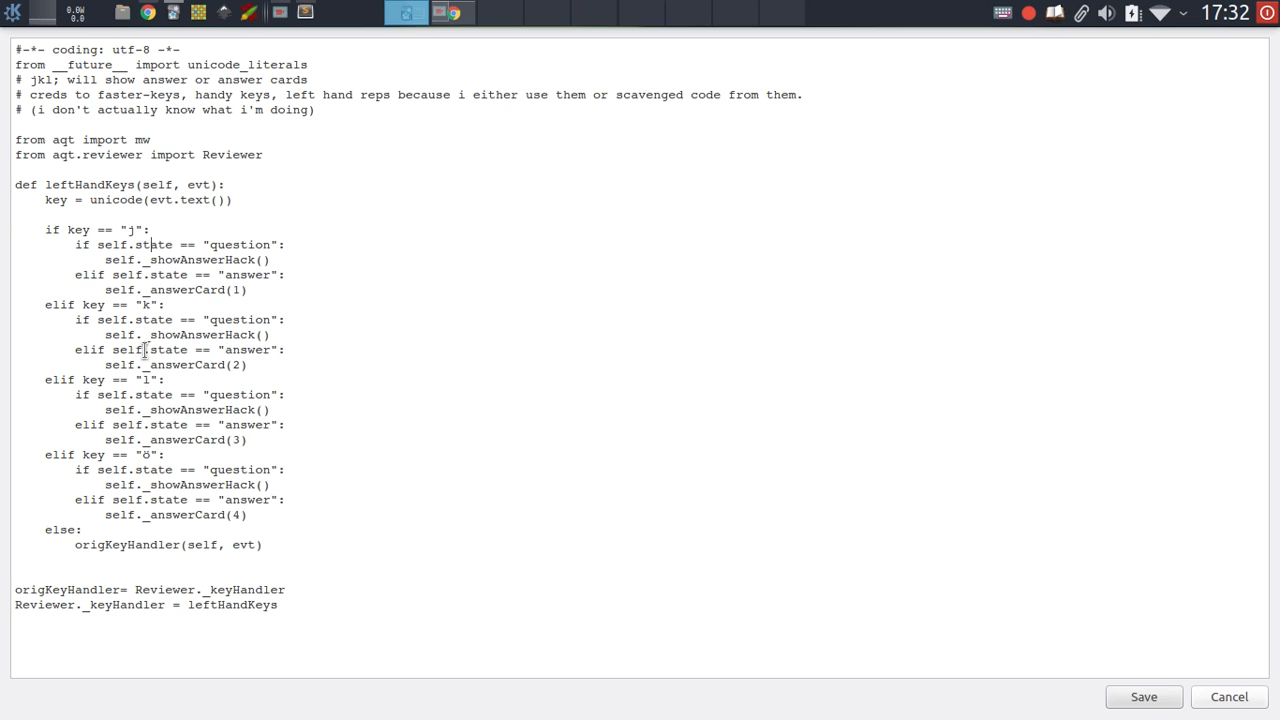 0.0W
0.0
17:32
#-*- coding: utf-8 -*-
from __future__ import unicode_literals
# jkl; will show answer or answer cards
# creds to faster-keys, handy keys, left hand reps because i either use them or scavenged code from them.
# (i don't actually know what i'm doing)
from aqt import mw
from aqt.reviewer import Reviewer
def leftHandKeys(self, evt):
    key = unicode(evt.text())
    if key == "j":
        if self.state == "question":
            self._showAnswerHack()
        elif self.state == "answer":
            self._answerCard(1)
    elif key == "k":
        if self.state == "question":
            self._showAnswerHack()
        elif self.state == "answer":
            self._answerCard(2)
    elif key == "l":
        if self.state == "question":
            self._showAnswerHack()
        elif self.state == "answer":
            self._answerCard(3)
    elif key == "ö":
        if self.state == "question":
            self._showAnswerHack()
        elif self.state == "answer":
            self._answerCard(4)
    else:
        origKeyHandler(self, evt)
origKeyHandler= Reviewer._keyHandler
Reviewer._keyHandler = leftHandKeys
Save
Cancel